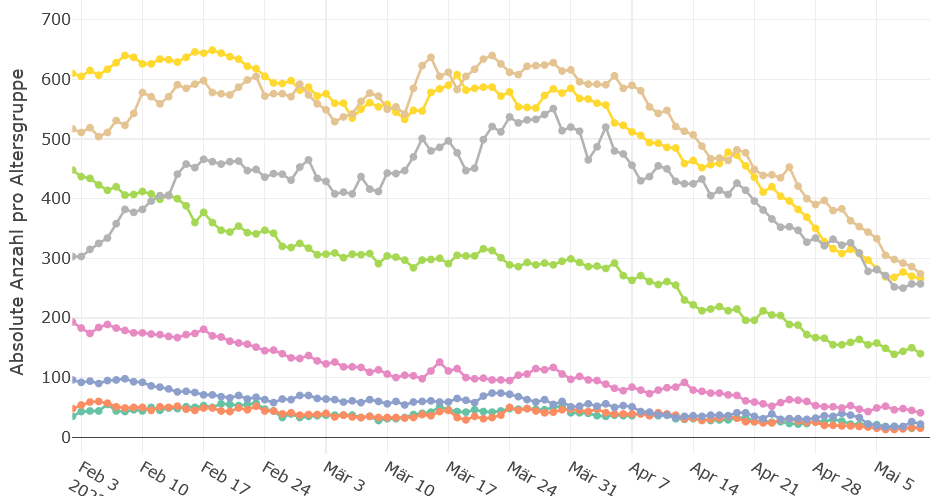 Absolute Anzahl pro Altersgruppe
700
600
500
400
300
200
100
0
Feb 3
Feb 10
Feb 17
Feb 24
Mär 3
Mär 10
Mär 17
Mär 24
Mär 31
Apr 7
Apr 14
Apr 21
Apr 28
Mai 5